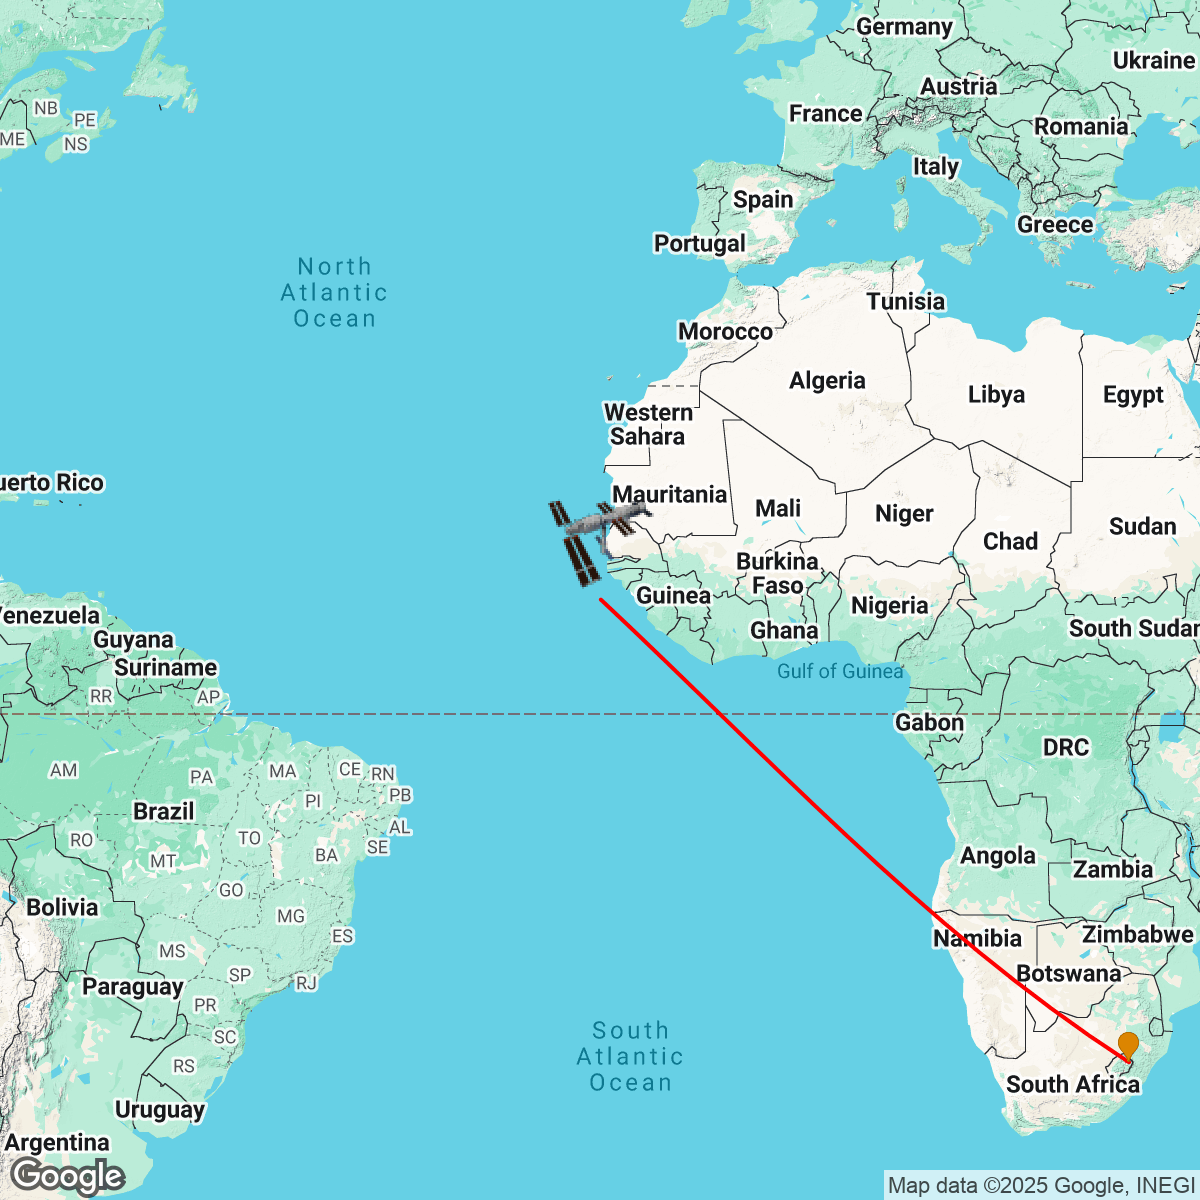 Germany
Ukraine
Austria
France
NB
PE
Romania
ME
NS
Italy
Spain
Greece
Portugal
North
Atlantic
Ocean
Tunisia
Morocco
Algeria
Libya
Egypt
Western
Sahara
uerto Rico
Mauritania
Mali
Niger
Sudan
Chad
Burkina
Faso
Guinea
Nigeria
Venezuela
Ghana
South Sudan
Guyana
Suriname
Gulf of Guinea
RR
AP
Gabon
DRC
AM
PA
MA
CE
RN
PI
PB
Brazil
AL
RO
TO
SE
MT
BA
Angola
Zambia
GO
Bolivia
MG
ES
Namibia
Zimbabwe
MS
SP
Botswana
Paraguay
RJ
PR
SC
South
Atlantic
Ocean
RS
South Africa
Uruguay
Argentina
Google
Map data ©2025 Google, INEGI